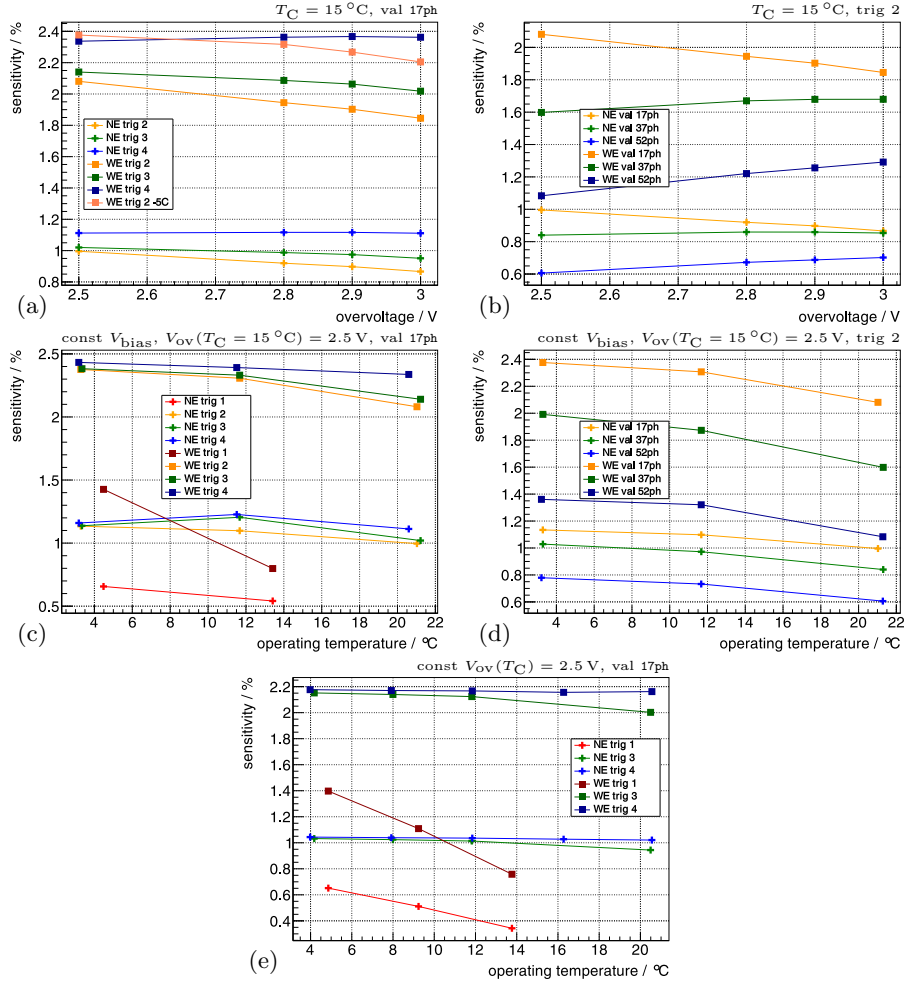 T_C = 15 °C, val 17ph
sensitivity / %
2.4
2.2
2
1.8
1.6
1.4
1.2
1
0.8
NE trig 2
NE trig 3
NE trig 4
WE trig 2
WE trig 3
WE trig 4
WE trig 2 -5C
2.5 2.6 2.7 2.8 2.9 3
overvoltage / V
(a)
T_C = 15 °C, trig 2
sensitivity / %
2
1.8
1.6
1.4
1.2
1
0.8
0.6
NE val 17ph
NE val 37ph
NE val 52ph
WE val 17ph
WE val 37ph
WE val 52ph
2.5 2.6 2.7 2.8 2.9 3
overvoltage / V
(b)
const V_bias, V_ov(T_C = 15 °C) = 2.5 V, val 17ph
sensitivity / %
2.5
2
1.5
1
0.5
NE trig 1
NE trig 2
NE trig 3
NE trig 4
WE trig 1
WE trig 2
WE trig 3
WE trig 4
4 6 8 10 12 14 16 18 20 22
operating temperature / °C
(c)
const V_bias, V_ov(T_C = 15 °C) = 2.5 V, trig 2
sensitivity / %
2.4
2.2
2
1.8
1.6
1.4
1.2
1
0.8
0.6
NE val 17ph
NE val 37ph
NE val 52ph
WE val 17ph
WE val 37ph
WE val 52ph
4 6 8 10 12 14 16 18 20 22
operating temperature / °C
(d)
const V_ov(T_C) = 2.5 V, val 17ph
sensitivity / %
2.2
2
1.8
1.6
1.4
1.2
1
0.8
0.6
0.4
NE trig 1
NE trig 3
NE trig 4
WE trig 1
WE trig 3
WE trig 4
4 6 8 10 12 14 16 18 20
operating temperature / °C
(e)